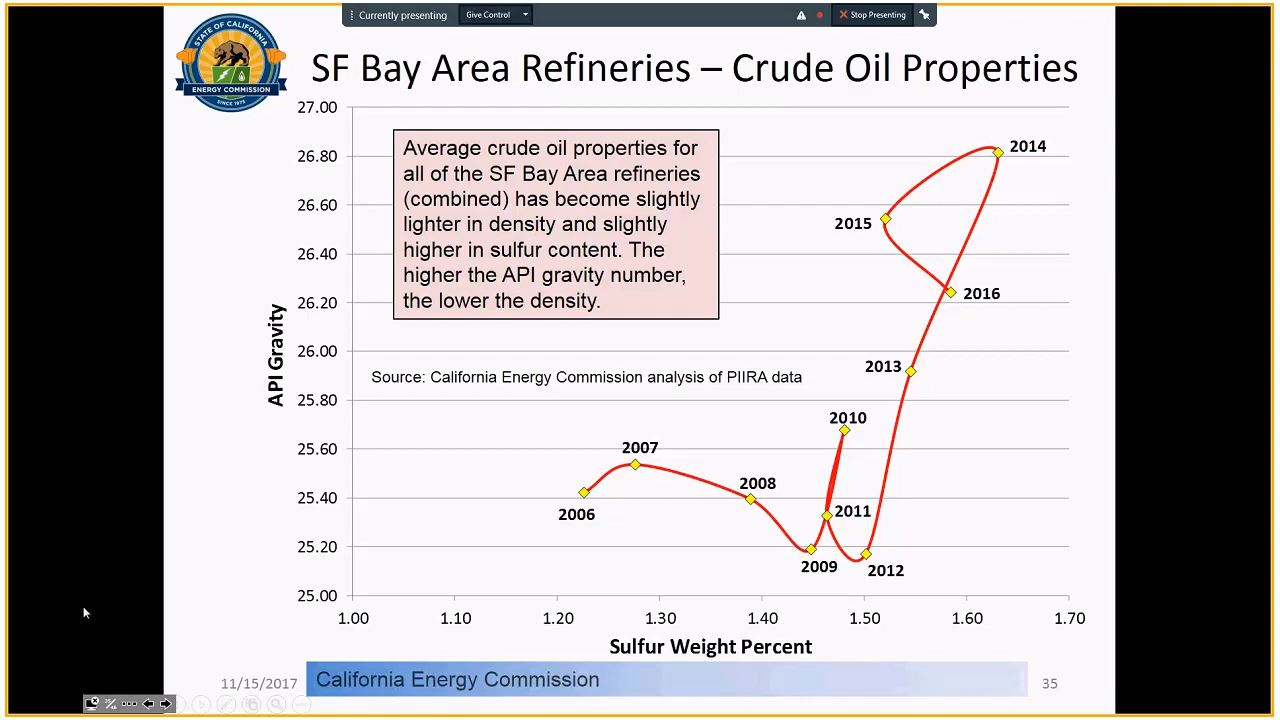 Currently presenting
Give Control
Stop Presenting
STATE OF CALIFORNIA
ENERGY COMMISSION
SINCE 1975
SF Bay Area Refineries – Crude Oil Properties
27.00
26.80
26.60
26.40
26.20
26.00
25.80
25.60
25.40
25.20
25.00
API Gravity
Average crude oil properties for
all of the SF Bay Area refineries
(combined) has become slightly
lighter in density and slightly
higher in sulfur content. The
higher the API gravity number,
the lower the density.
Source: California Energy Commission analysis of PIIRA data
2014
2015
2016
2013
2010
2007
2008
2011
2006
2009
2012
1.00
1.10
1.20
1.30
1.40
1.50
1.60
1.70
Sulfur Weight Percent
11/15/2017
California Energy Commission
35